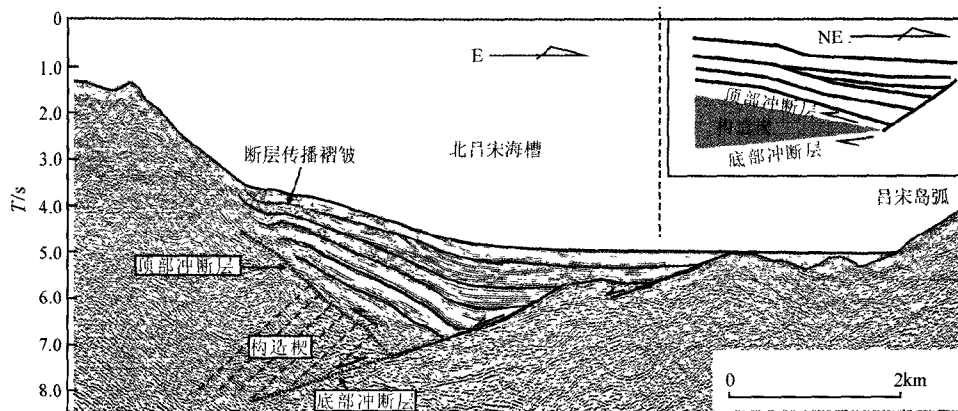 0
1.0
2.0
3.0
4.0
5.0
6.0
7.0
8.0
T/s
E
NE
顶部冲断层
构造楔
底部冲断层
断层传播褶皱
北吕宋海槽
吕宋岛弧
顶部冲断层
构造楔
底部冲断层
0
2km